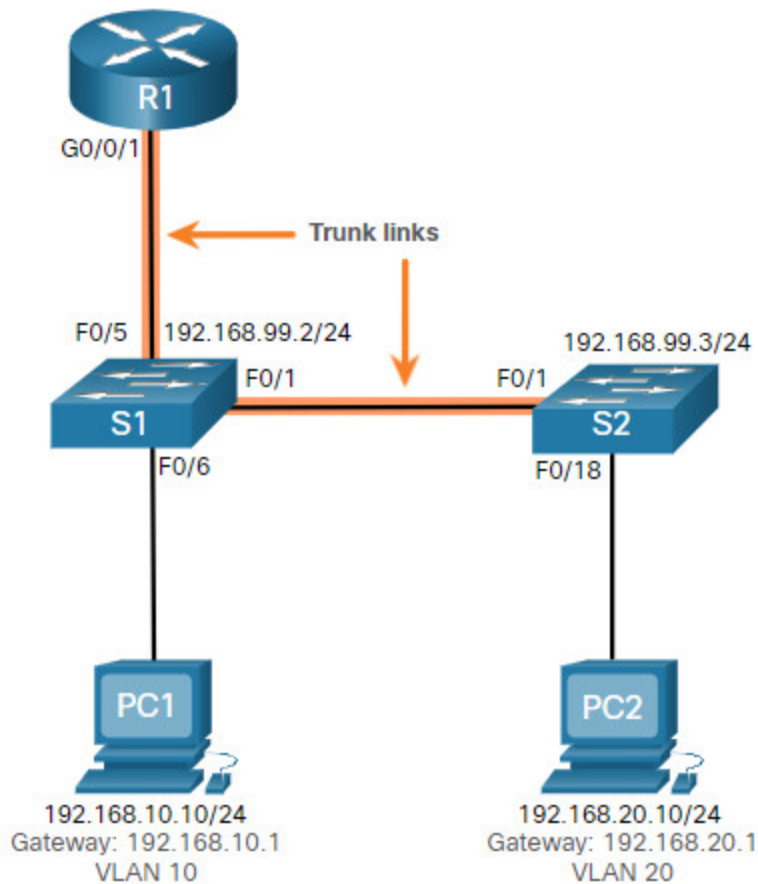 R1
G0/0/1
Trunk links
F0/5
192.168.99.2/24
192.168.99.3/24
F0/1
F0/1
S1
S2
F0/6
F0/18
PC1
PC2
192.168.10.10/24
Gateway: 192.168.10.1
VLAN 10
192.168.20.10/24
Gateway: 192.168.20.1
VLAN 20